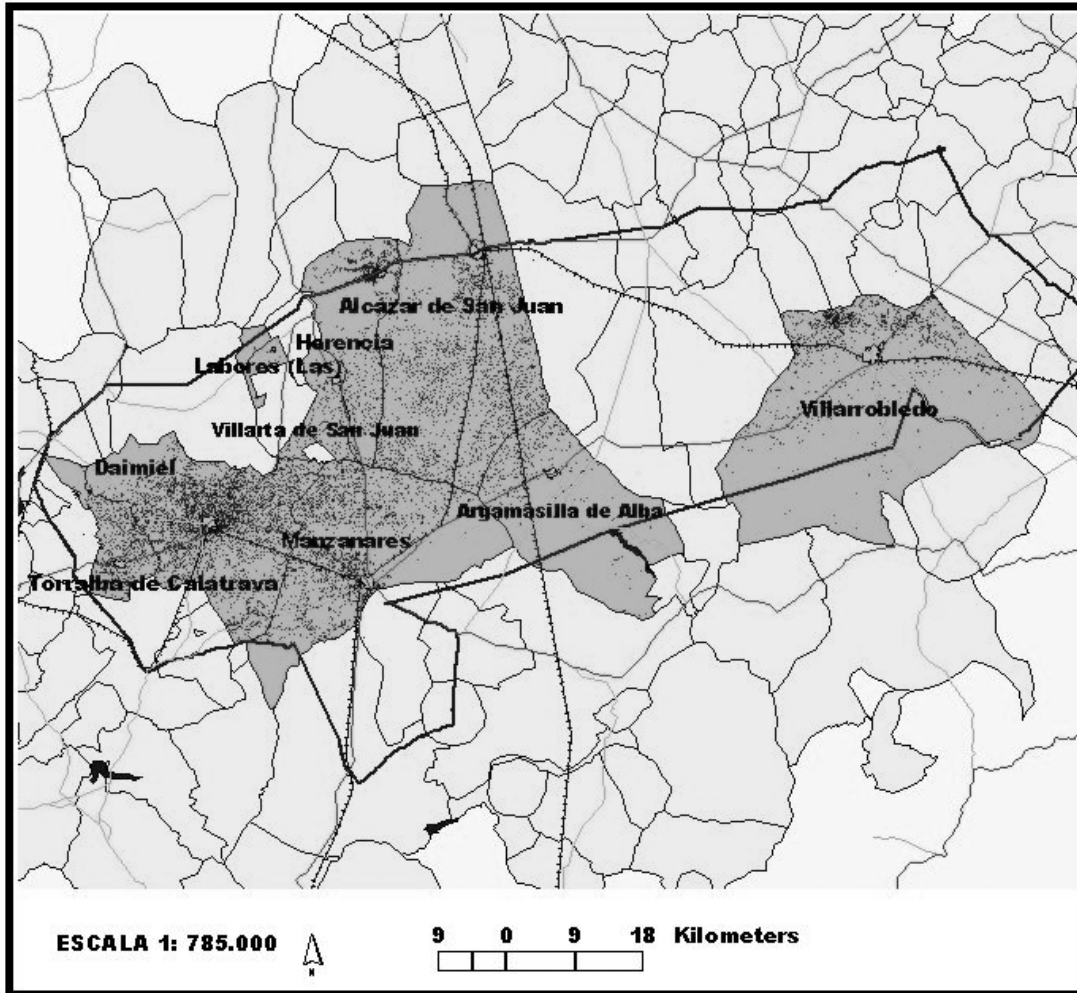 Alcázar de San Juan
Herencia
Labores (Las)
Villarrobledo
Villarta de San Juan
Daimiel
Argamasilla de Alba
Manzanares
Torralba de Calatrava
ESCALA 1: 785.000
N
9 0 9 18 Kilometers